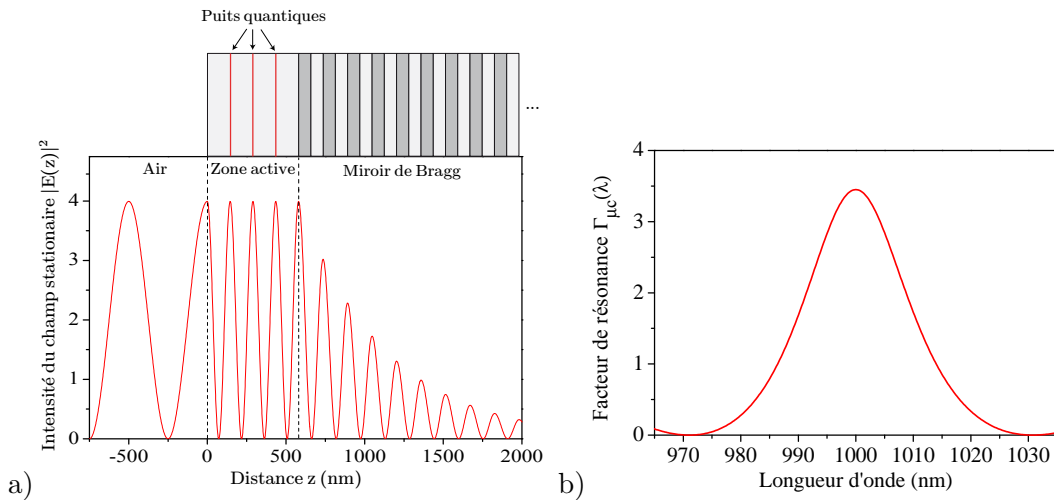 Puits quantiques
...
Air
Zone active
Miroir de Bragg
Intensité du champ stationaire |E(z)|²
4
3
2
1
0
-500
0
500
1000
1500
2000
Distance z (nm)
a)
Facteur de résonance Γμc(λ)
4
3
2
1
0
970
980
990
1000
1010
1020
1030
Longueur d'onde (nm)
b)